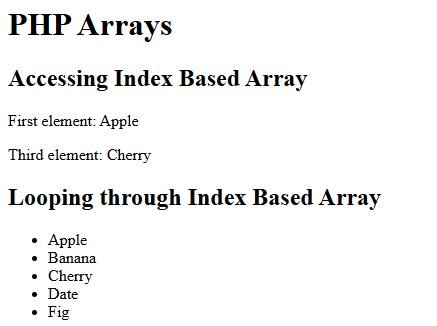 PHP Arrays
Accessing Index Based Array
First element: Apple
Third element: Cherry
Looping through Index Based Array
• Apple
• Banana
• Cherry
• Date
• Fig